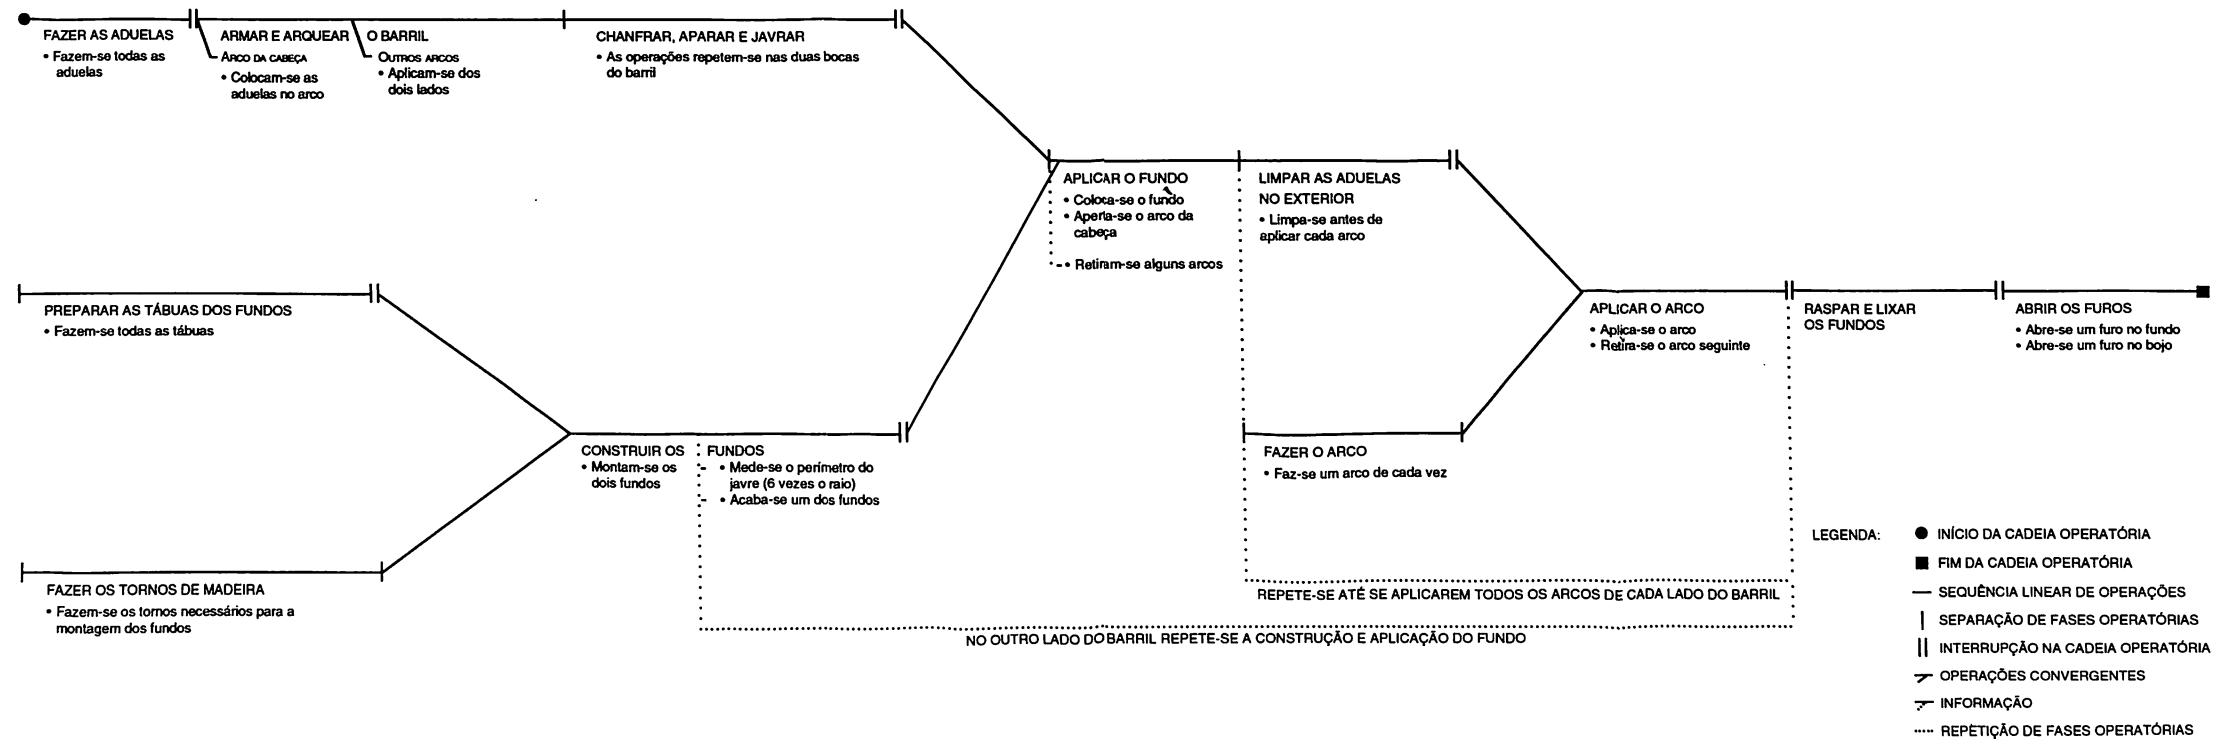 FAZER AS ADUELAS
• Fazem-se todas as
aduelas
ARMAR E ARQUEAR O BARRIL
ARCO DA CABEÇA
• Colocam-se as
aduelas no arco
OUTROS ARCOS
• Aplicam-se dos
dois lados
CHANFRAR, APARAR E JAVRAR
• As operações repetem-se nas duas bocas
do barril
APLICAR O FUNDO
• Coloca-se o fundo
• Aperta-se o arco da
cabeça
• Retiram-se alguns arcos
LIMPAR AS ADUELAS
NO EXTERIOR
• Limpa-se antes de
aplicar cada arco
PREPARAR AS TÁBUAS DOS FUNDOS
• Fazem-se todas as tábuas
APLICAR O ARCO
• Aplica-se o arco
• Retira-se o arco seguinte
RASPAR E LIXAR
OS FUNDOS
ABRIR OS FUROS
• Abre-se um furo no fundo
• Abre-se um furo no bojo
CONSTRUIR OS FUNDOS
• Montam-se os
dois fundos
• Mede-se o perímetro do
javre (6 vezes o raio)
• Acaba-se um dos fundos
FAZER O ARCO
• Faz-se um arco de cada vez
FAZER OS TORNOS DE MADEIRA
• Fazem-se os tornos necessários para a
montagem dos fundos
REPETE-SE ATÉ SE APLICAREM TODOS OS ARCOS DE CADA LADO DO BARRIL
NO OUTRO LADO DO BARRIL REPETE-SE A CONSTRUÇÃO E APLICAÇÃO DO FUNDO
LEGENDA:
INÍCIO DA CADEIA OPERATÓRIA
FIM DA CADEIA OPERATÓRIA
SEQUÊNCIA LINEAR DE OPERAÇÕES
SEPARAÇÃO DE FASES OPERATÓRIAS
INTERRUPÇÃO NA CADEIA OPERATÓRIA
OPERAÇÕES CONVERGENTES
INFORMAÇÃO
REPETIÇÃO DE FASES OPERATÓRIAS